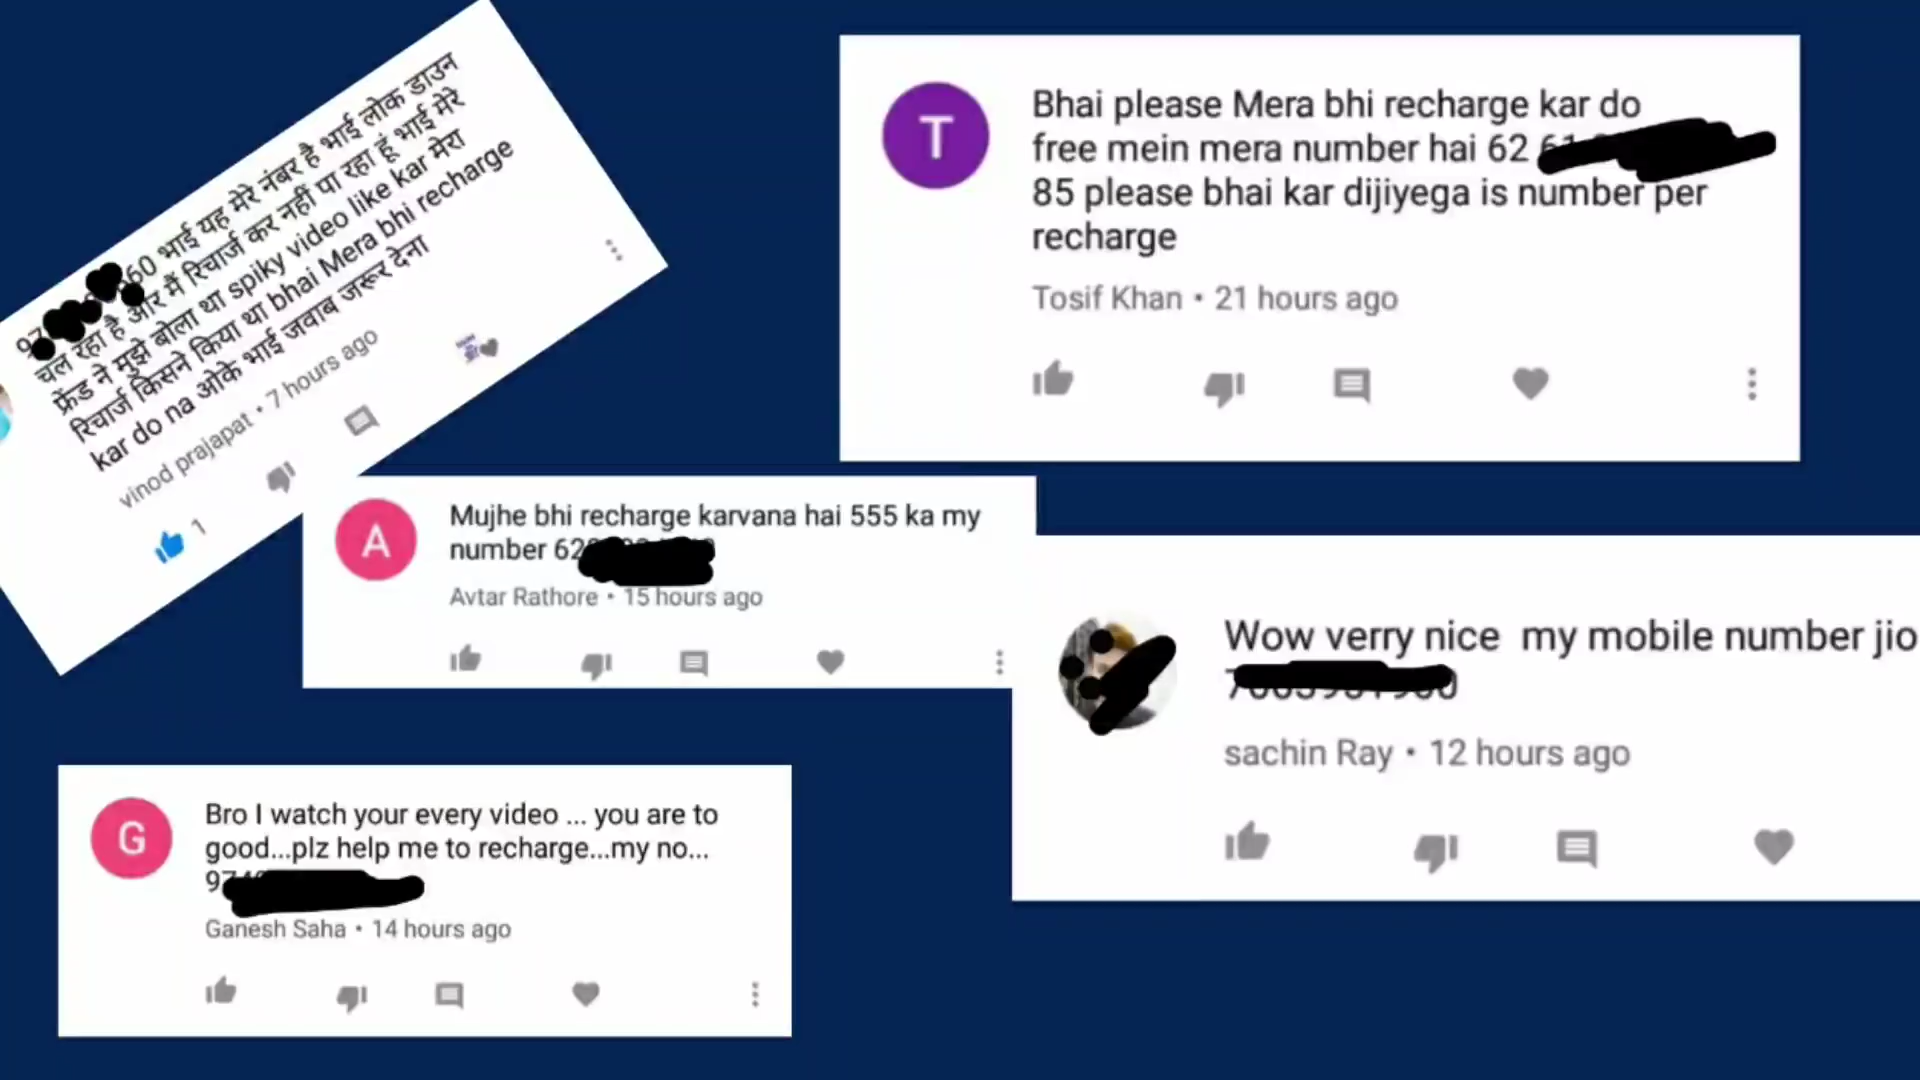 60 भाई यह मेरे नंबर है भाई लोक डाउन
चल रहा है और मैं रिचार्ज कर नहीं पा रहा हूं भाई मेरे
फ्रेंड ने मुझे बोला था spiky video like कर मेरा
रिचार्ज किसने किया था bhai Mera bhi recharge
kar do na ओके भाई जवाब जरूर देना
vinod prajapat • 7 hours ago
1
T
Bhai please Mera bhi recharge kar do
free mein mera number hai 62
85 please bhai kar dijiyega is number per
recharge
Tosif Khan • 21 hours ago
A
Mujhe bhi recharge karvana hai 555 ka my
number 62
Avtar Rathore • 15 hours ago
Wow verry nice my mobile number jio
sachin Ray • 12 hours ago
G
Bro I watch your every video ... you are to
good...plz help me to recharge...my no...
Ganesh Saha • 14 hours ago